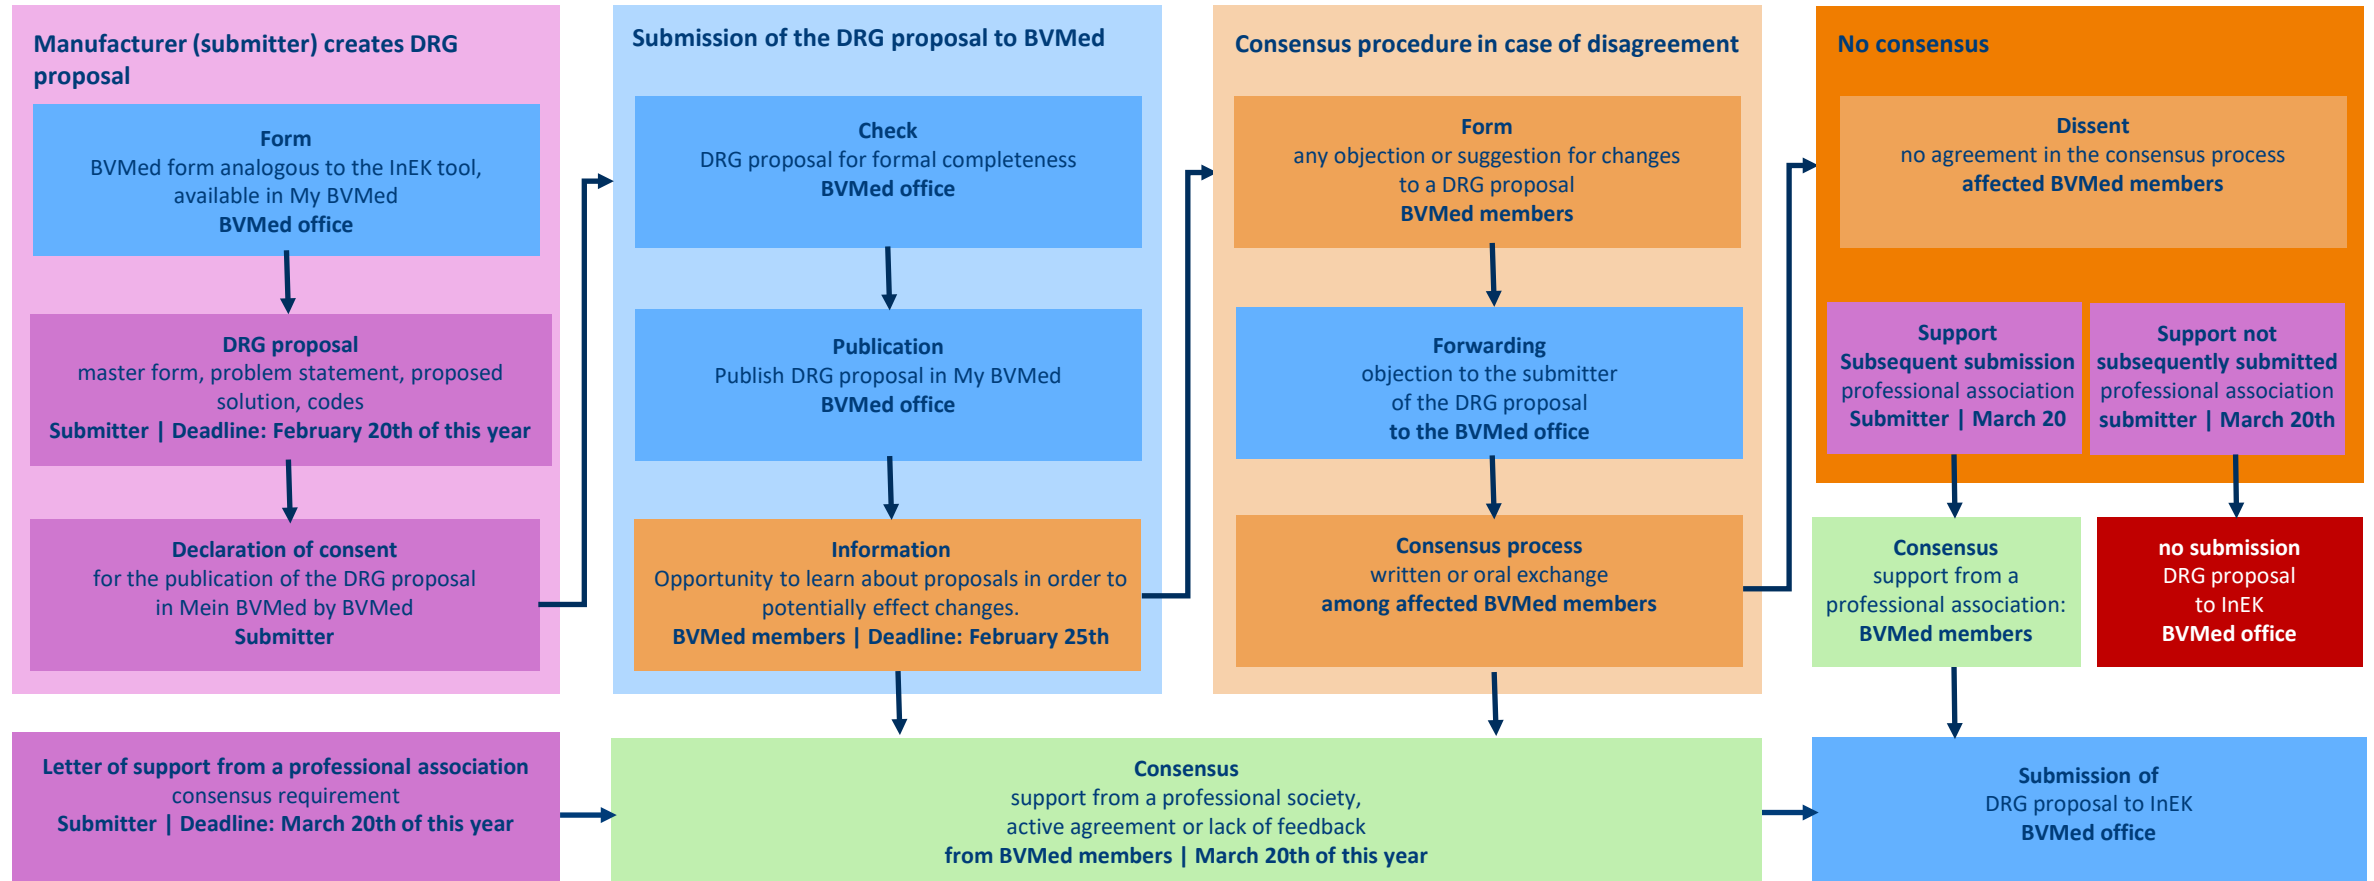 Manufacturer (submitter) creates DRG
proposal
Form
BVMed form analogous to the InEK tool,
available in My BVMed
BVMed office
DRG proposal
master form, problem statement, proposed
solution, codes
Submitter | Deadline: February 20th of this year
Declaration of consent
for the publication of the DRG proposal
in Mein BVMed by BVMed
Submitter
Submission of the DRG proposal to BVMed
Check
DRG proposal for formal completeness
BVMed office
Publication
Publish DRG proposal in My BVMed
BVMed office
Information
Opportunity to learn about proposals in order to
potentially effect changes.
BVMed members | Deadline: February 25th
Consensus procedure in case of disagreement
Form
any objection or suggestion for changes
to a DRG proposal
BVMed members
Forwarding
objection to the submitter
of the DRG proposal
to the BVMed office
Consensus process
written or oral exchange
among affected BVMed members
No consensus
Dissent
no agreement in the consensus process
affected BVMed members
Support
Subsequent submission
professional association
Submitter | March 20
Support not
subsequently submitted
professional association
submitter | March 20th
Consensus
support from a
professional association:
BVMed members
no submission
DRG proposal
to InEK
BVMed office
Letter of support from a professional association
consensus requirement
Submitter | Deadline: March 20th of this year
Consensus
support from a professional society,
active agreement or lack of feedback
from BVMed members | March 20th of this year
Submission of
DRG proposal to InEK
BVMed office